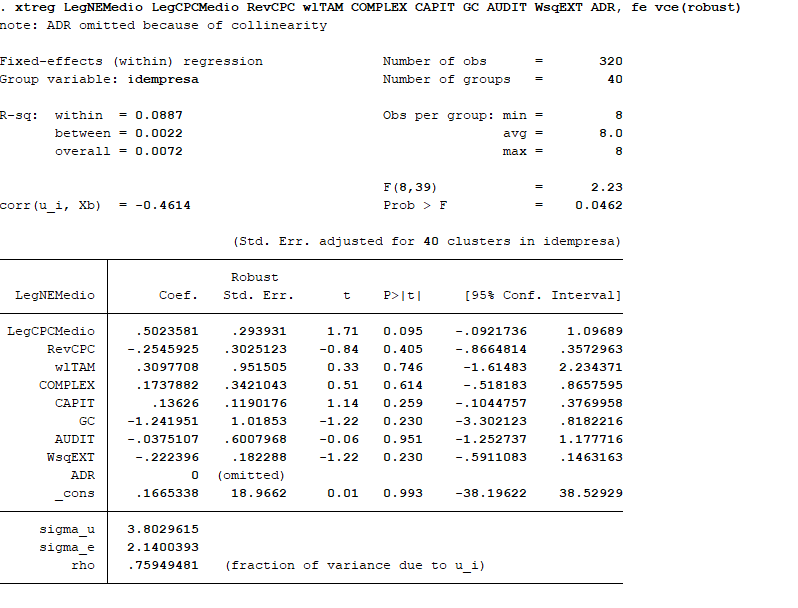 . xtreg LegNEMedio LegCPCMedio RevCPC wlTAM COMPLEX CAPIT GC AUDIT WsqEXT ADR, fe vce(robust)
note: ADR omitted because of collinearity
Fixed-effects (within) regression Number of obs = 320
Group variable: idempresa Number of groups = 40
R-sq: within = 0.0887 Obs per group: min = 8
between = 0.0022 avg = 8.0
overall = 0.0072 max = 8
F(8,39) = 2.23
corr(u_i, Xb) = -0.4614 Prob > F = 0.0462
(Std. Err. adjusted for 40 clusters in idempresa)
Robust
LegNEMedio Coef. Std. Err. t P>|t| [95% Conf. Interval]
LegCPCMedio .5023581 .293931 1.71 0.095 -.0921736 1.09689
RevCPC -.2545925 .3025123 -0.84 0.405 -.8664814 .3572963
wlTAM .3097708 .951505 0.33 0.746 -1.61483 2.234371
COMPLEX .1737882 .3421043 0.51 0.614 -.518183 .8657595
CAPIT .13626 .1190176 1.14 0.259 -.1044757 .3769958
GC -1.241951 1.01853 -1.22 0.230 -3.302123 .8182216
AUDIT -.0375107 .6007968 -0.06 0.951 -1.252737 1.177716
WsqEXT -.222396 .182288 -1.22 0.230 -.5911083 .1463163
ADR 0 (omitted)
_cons .1665338 18.9662 0.01 0.993 -38.19622 38.52929
sigma_u 3.8029615
sigma_e 2.1400393
rho .75949481 (fraction of variance due to u_i)